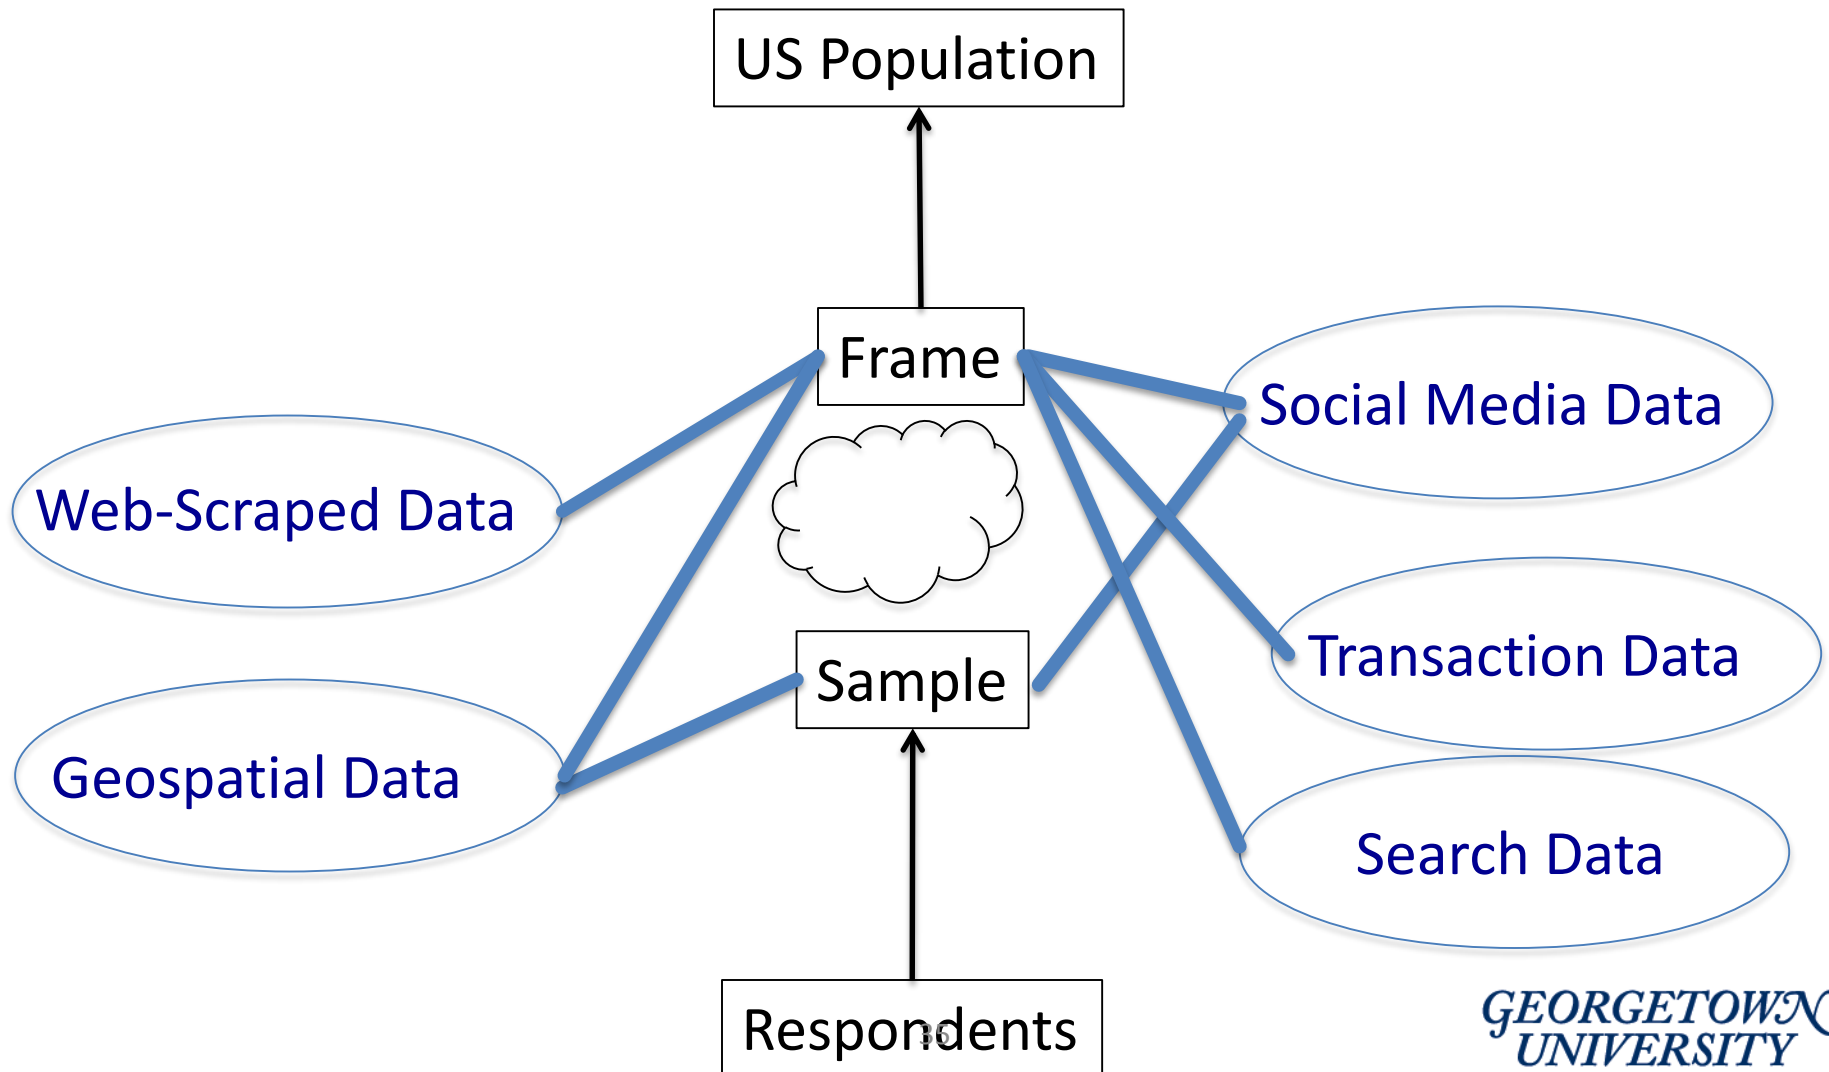 US Population
Frame
Social Media Data
Web-Scraped Data
Transaction Data
Sample
Geospatial Data
Search Data
Respondents
35
GEORGETOWN
UNIVERSITY